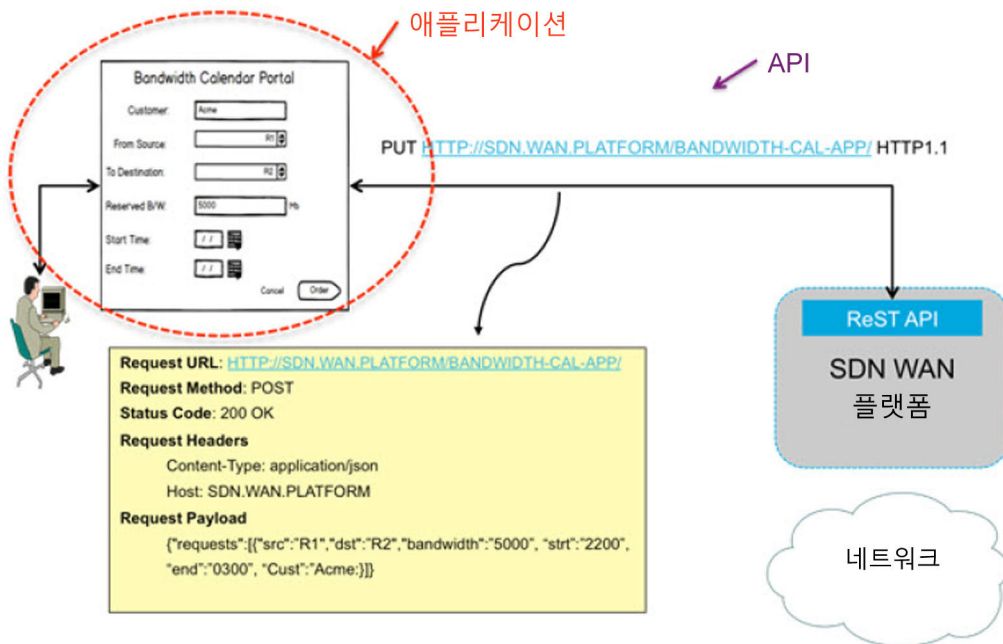 애플리케이션
API
Bandwidth Calendar Portal
Customer:
Acme
From Source:
R1
To Destination:
R2
Reserved B/W:
5000
Mb
Start Time:
/ /
End Time:
/ /
Cancel
Order
PUT HTTP://SDN.WAN.PLATFORM/BANDWIDTH-CAL-APP/ HTTP1.1
Request URL: HTTP://SDN.WAN.PLATFORM/BANDWIDTH-CAL-APP/
Request Method: POST
Status Code: 200 OK
Request Headers
Content-Type: application/json
Host: SDN.WAN.PLATFORM
Request Payload
{"requests":[{"src":"R1","dst":"R2","bandwidth":"5000", "strt":"2200",
"end":"0300", "Cust":"Acme:}]}
ReST API
SDN WAN
플랫폼
네트워크